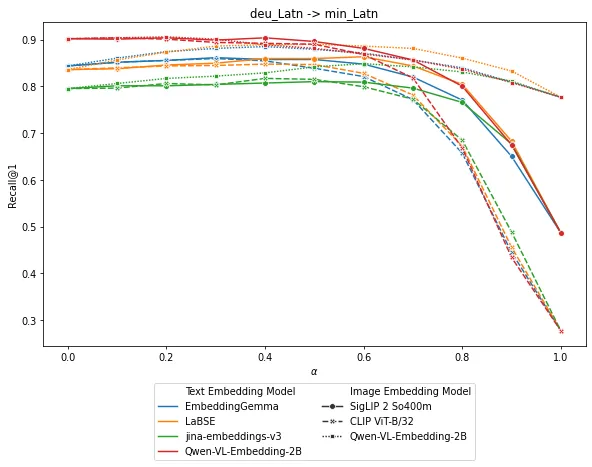 deu_Latn -> min_Latn
Recall@1
0.9
0.8
0.7
0.6
0.5
0.4
0.3
0.0 0.2 0.4 0.6 0.8 1.0
α
Text Embedding Model Image Embedding Model
EmbeddingGemma SigLIP 2 So400m
LaBSE CLIP ViT-B/32
jina-embeddings-v3 Qwen-VL-Embedding-2B
Qwen-VL-Embedding-2B